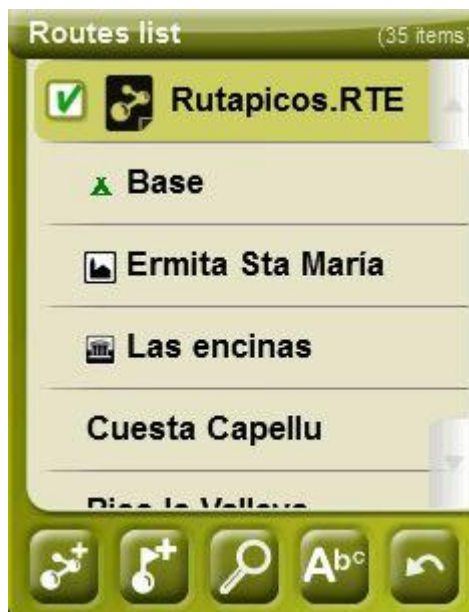 Routes list (35 items)
Rutapicos.RTE
Base
Ermita Sta María
Las encinas
Cuesta Capellu
Abc